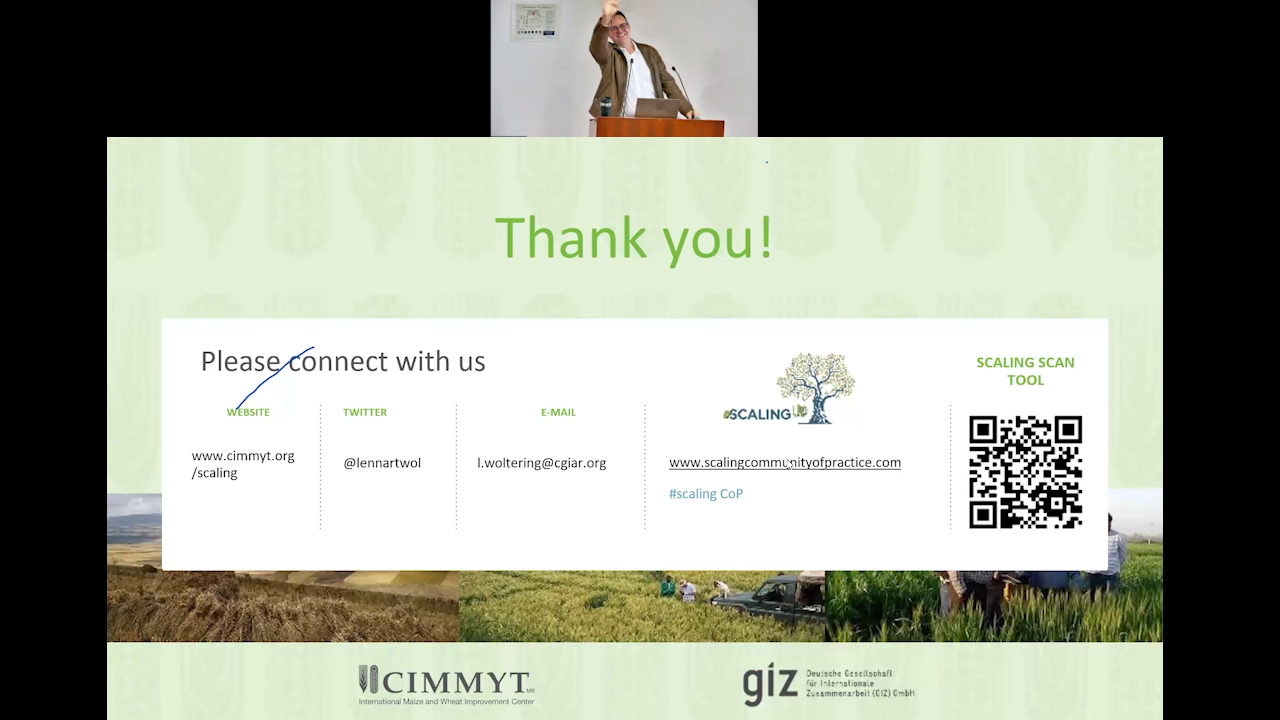 Thank you!
Please connect with us
WEBSITE
www.cimmyt.org
/scaling
TWITTER
@lennartwol
E-MAIL
l.woltering@cgiar.org
#SCALING Up
www.scalingcommunityofpractice.com
#scaling CoP
SCALING SCAN
TOOL
CIMMYT MR
International Maize and Wheat Improvement Center
giz
Deutsche Gesellschaft
für Internationale
Zusammenarbeit (GIZ) GmbH